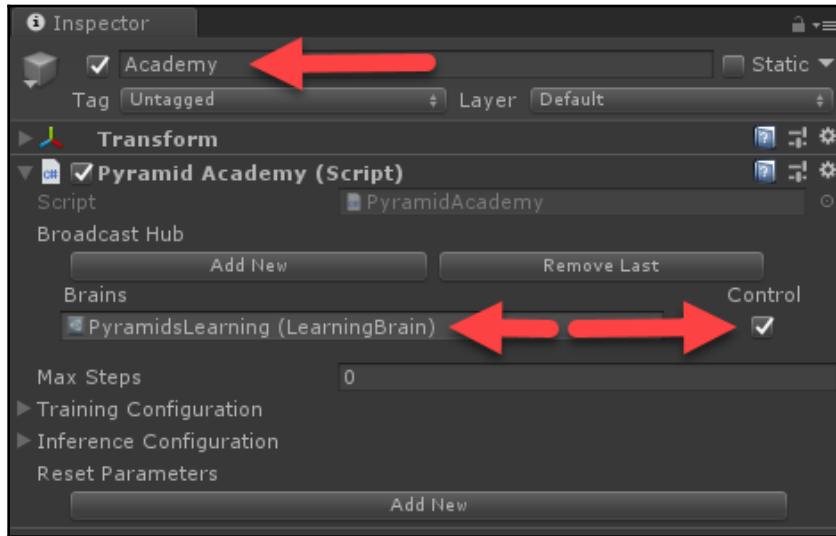 Inspector
Academy Static
Tag Untagged Layer Default
Transform
Pyramid Academy (Script)
Script PyramidAcademy
Broadcast Hub
Add New Remove Last
Brains Control
PyramidsLearning (LearningBrain)
Max Steps 0
Training Configuration
Inference Configuration
Reset Parameters
Add New